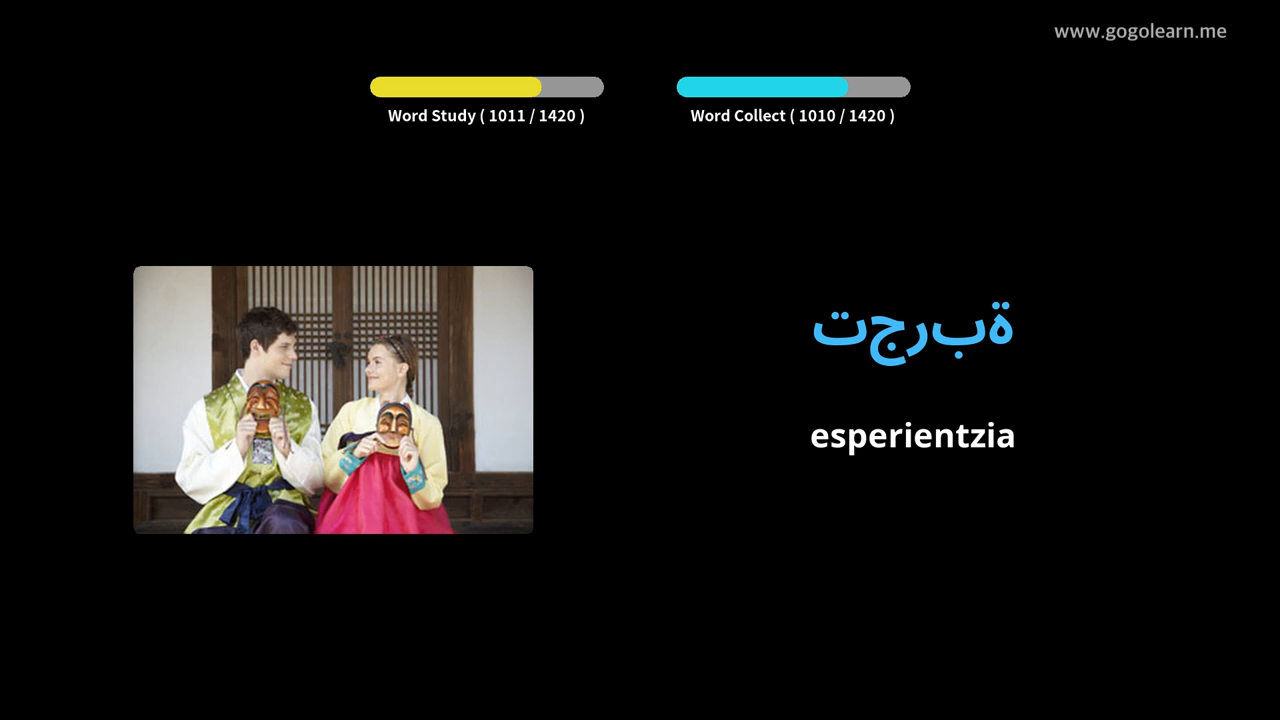 www.gogolearn.me
Word Study ( 1011 / 1420 )
Word Collect ( 1010 / 1420 )
تجربة
esperientzia